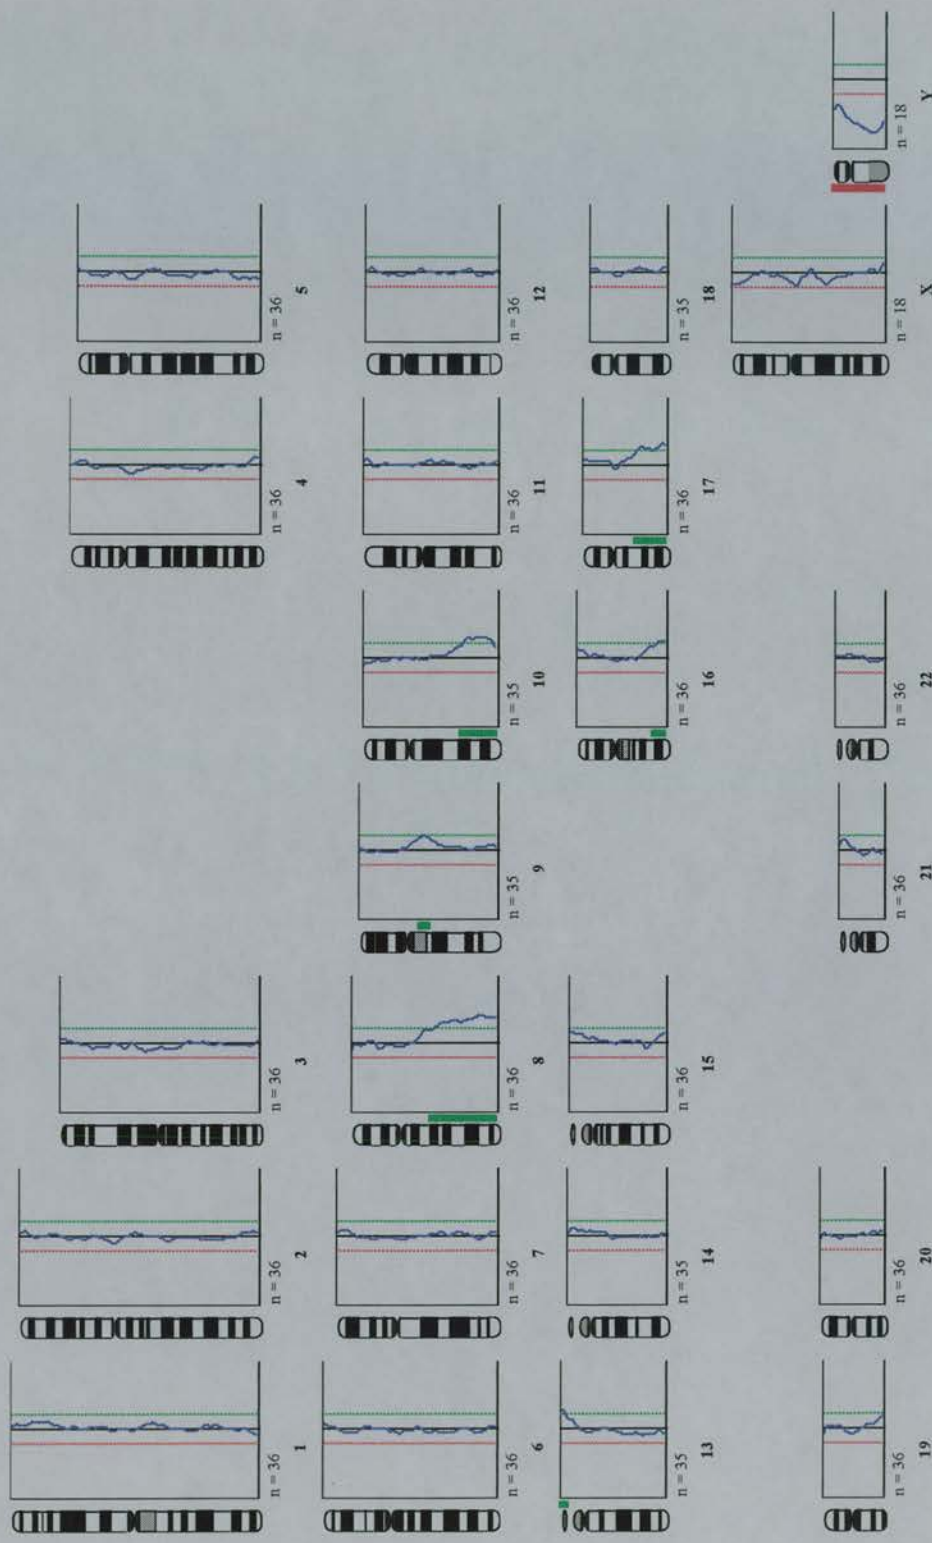 n = 36 n = 36 n = 36 n = 36 n = 36
1 2 3 4 5
n = 36 n = 36 n = 36 n = 35 n = 35 n = 36 n = 36
6 7 8 9 10 11 12
n = 35 n = 35 n = 36 n = 36 n = 36 n = 35
13 14 15 16 17 18
n = 36 n = 36 n = 36 n = 36 n = 18 n = 18
19 20 21 22 X Y